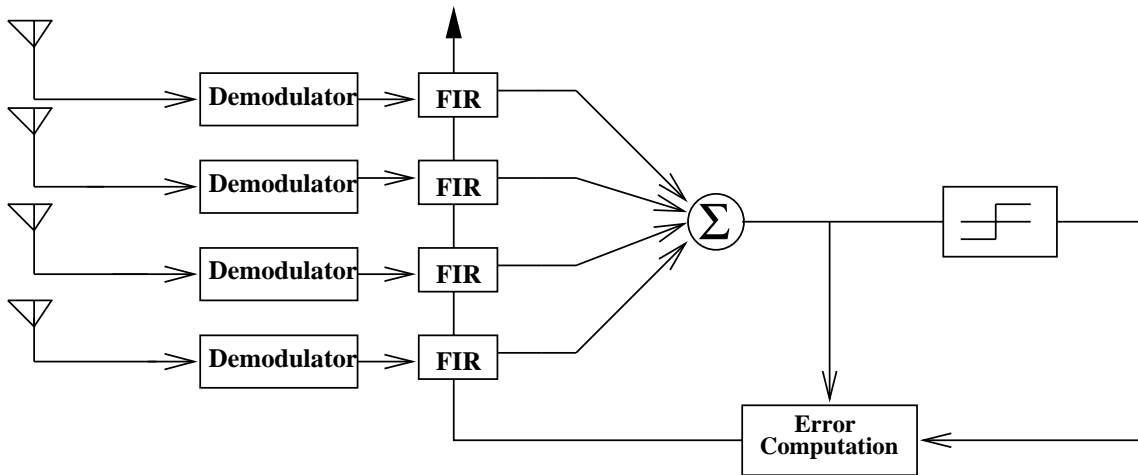 Demodulator
FIR
Demodulator
FIR
Σ
Demodulator
FIR
Demodulator
FIR
Error
Computation